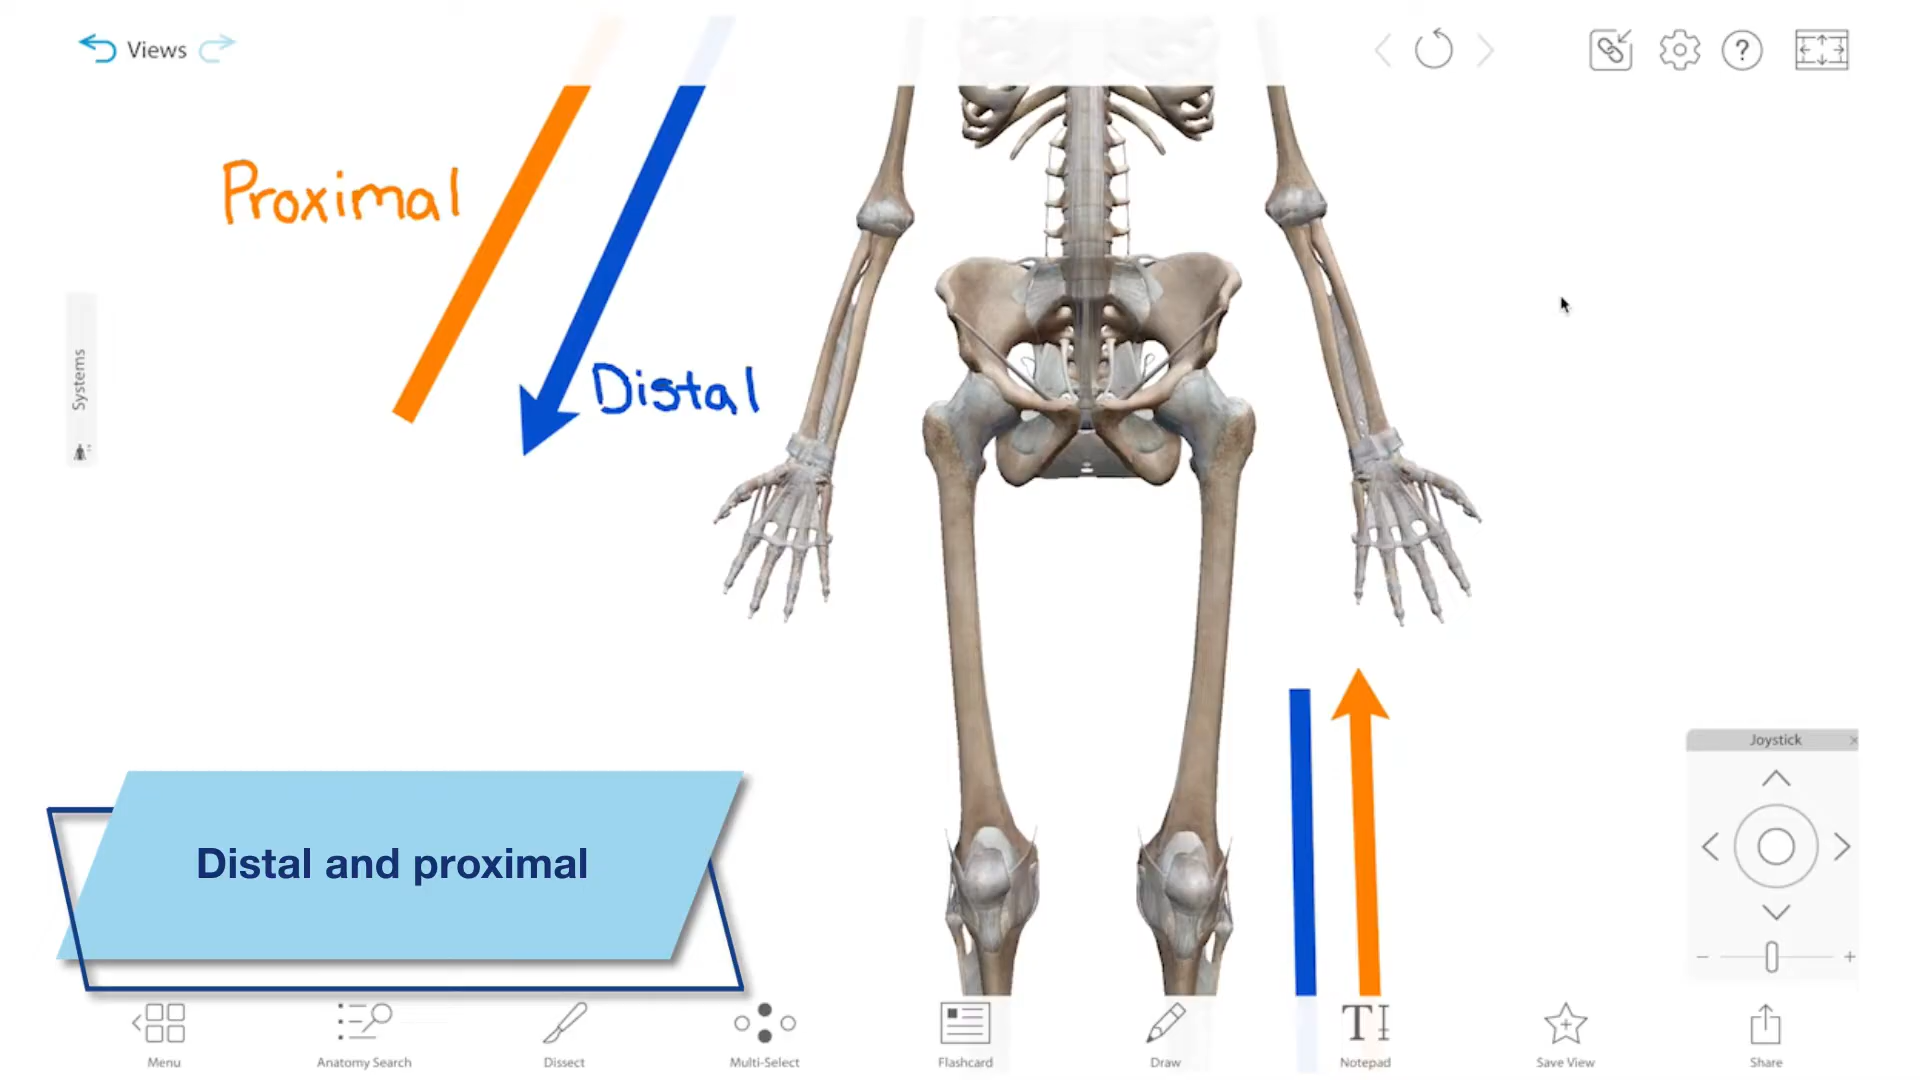 Views
?
Proximal
Distal
Systems
Joystick
Distal and proximal
Menu
Anatomy Search
Dissect
Multi-Select
Flashcard
Draw
Notepad
Save View
Share